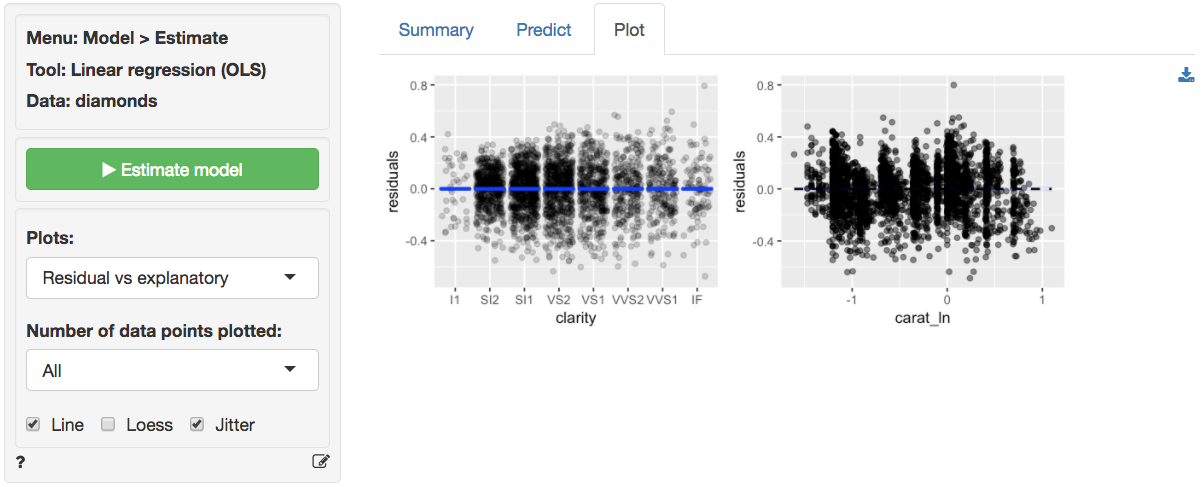 Menu: Model > Estimate
Tool: Linear regression (OLS)
Data: diamonds
Estimate model
Plots:
Residual vs explanatory
Number of data points plotted:
All
Line Loess Jitter
?
Summary Predict Plot
residuals
0.8
0.4
0.0
-0.4
I1 SI2 SI1 VS2 VS1 VVS2 VVS1 IF
clarity
residuals
0.8
0.4
0.0
-0.4
-1 0 1
carat_ln